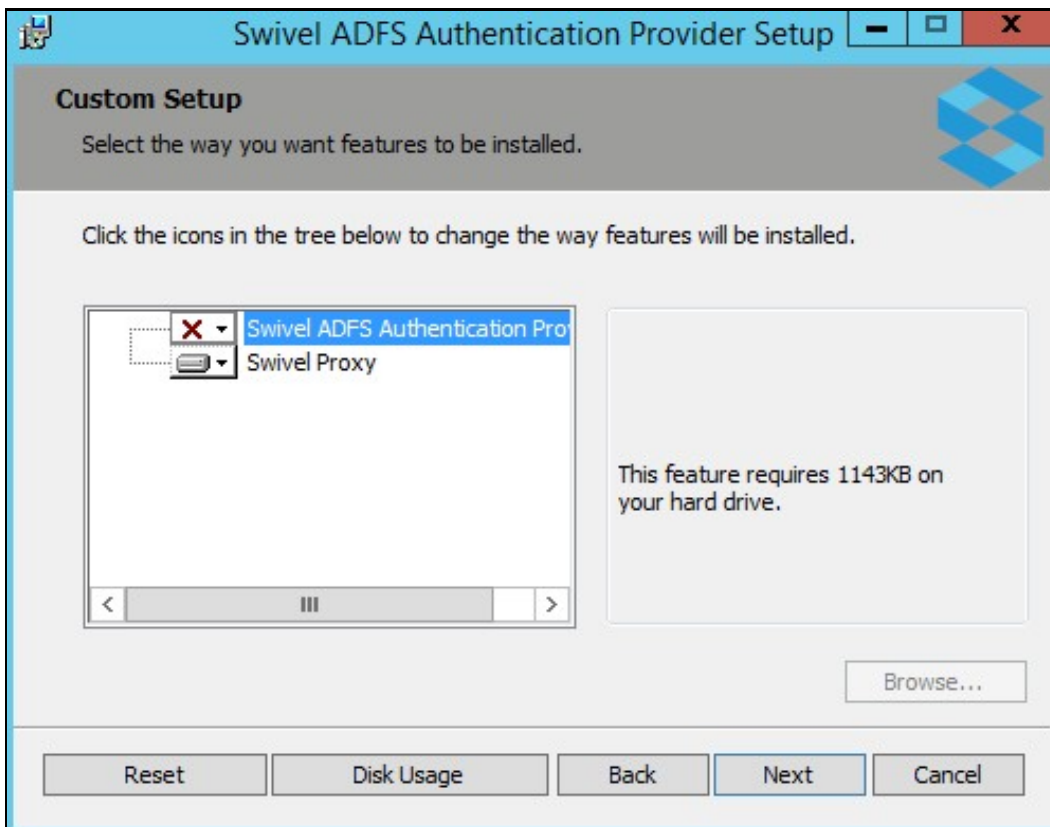 Swivel ADFS Authentication Provider Setup
Custom Setup
Select the way you want features to be installed.
Click the icons in the tree below to change the way features will be installed.
Swivel ADFS Authentication Pro
Swivel Proxy
This feature requires 1143KB on
your hard drive.
Browse...
Reset
Disk Usage
Back
Next
Cancel